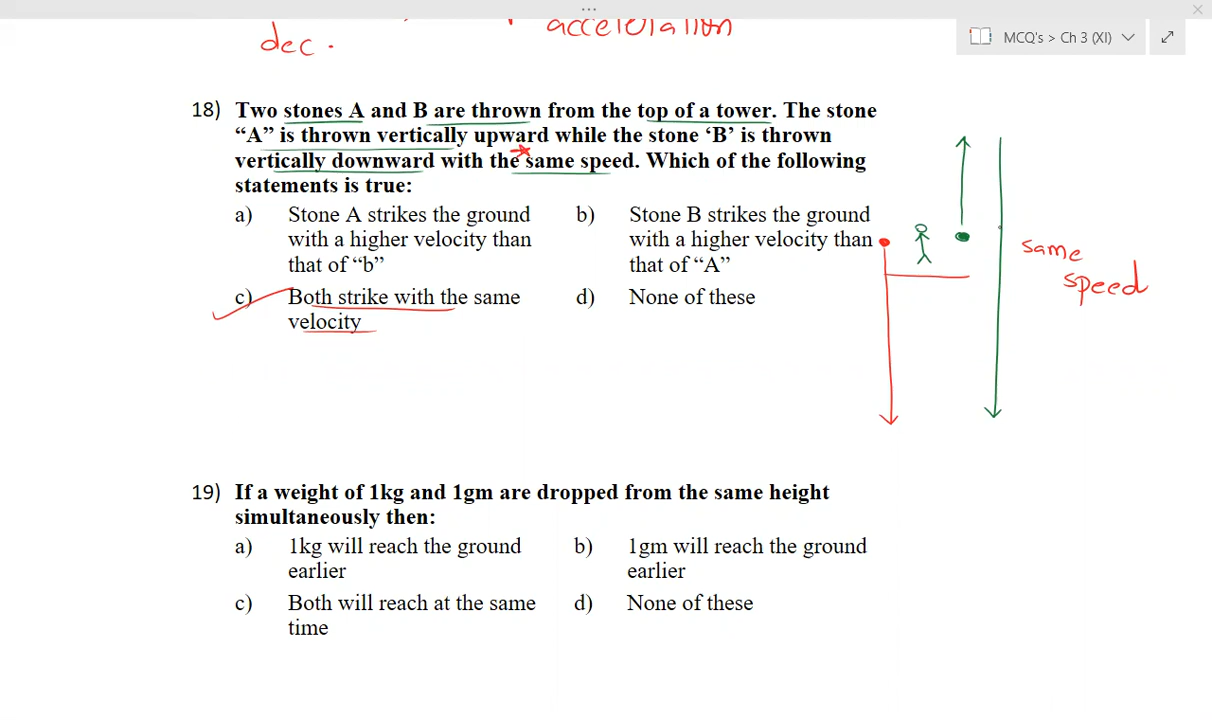 acceleration
dec.
MCQ's > Ch 3 (XI)
18) Two stones A and B are thrown from the top of a tower. The stone
“A” is thrown vertically upward while the stone ‘B’ is thrown
vertically downward with the same speed. Which of the following
statements is true:
a) Stone A strikes the ground b) Stone B strikes the ground
with a higher velocity than with a higher velocity than
that of “b” that of “A”
c) Both strike with the same d) None of these
velocity
same
speed
19) If a weight of 1kg and 1gm are dropped from the same height
simultaneously then:
a) 1kg will reach the ground b) 1gm will reach the ground
earlier earlier
c) Both will reach at the same d) None of these
time